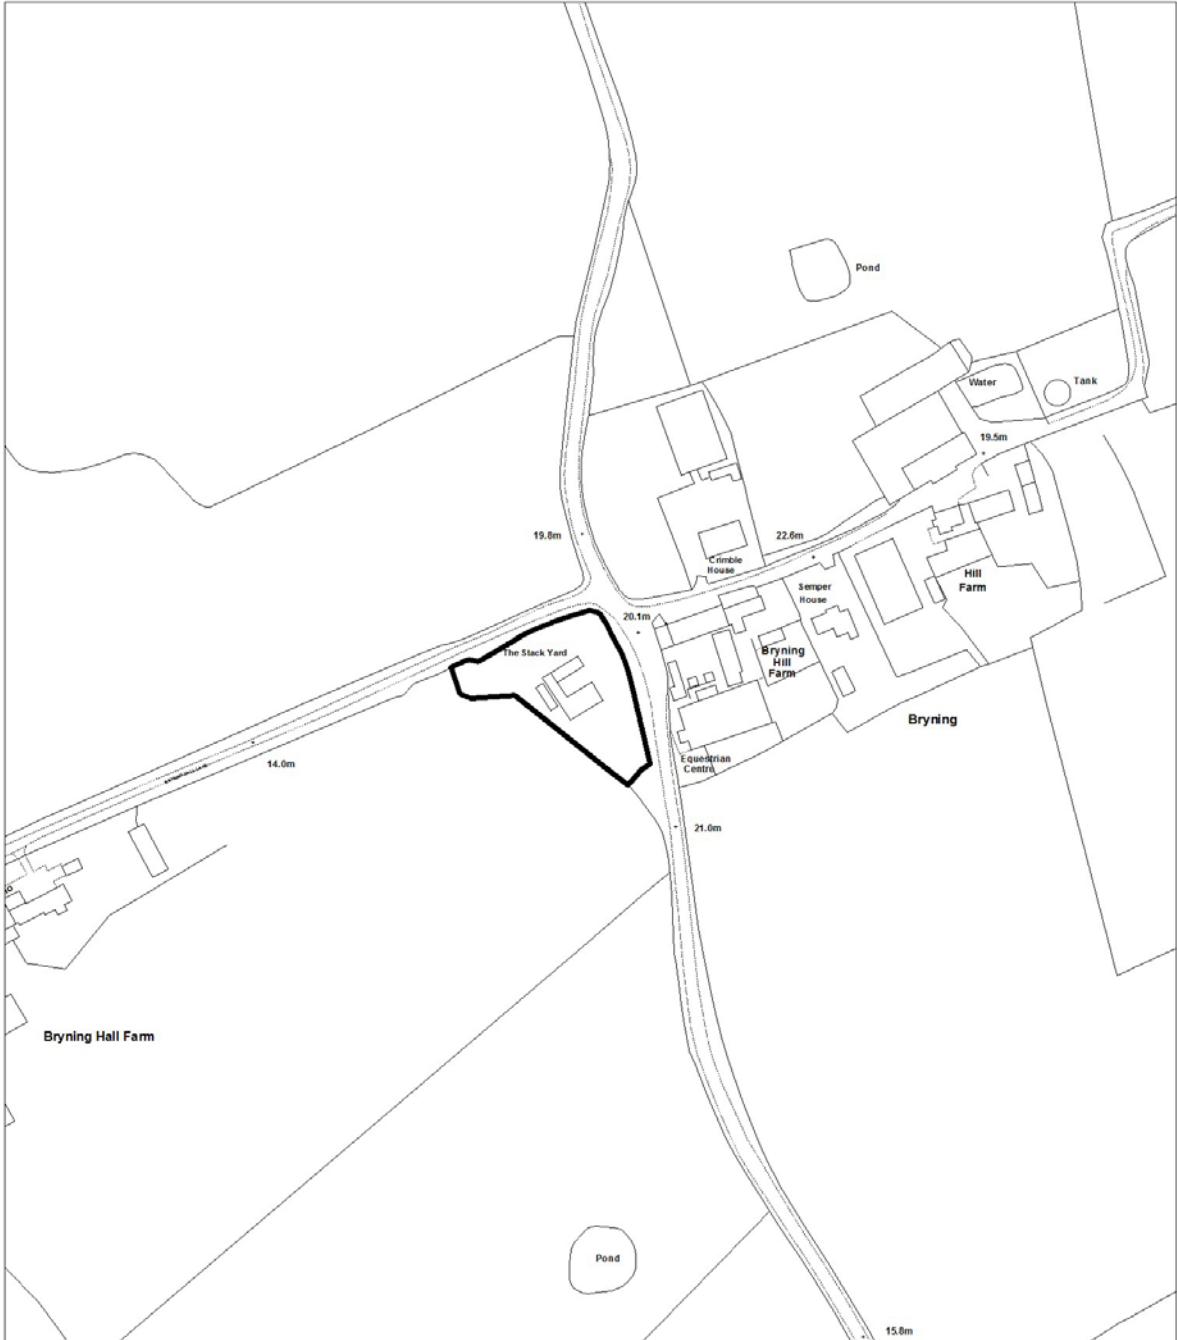 Pond
Water
Tank
19.5m
19.8m
22.6m
Crimble
House
Hill
Farm
Semper
House
20.1m
The Stack Yard
Bryning
Hill
Farm
Bryning
14.0m
Equestrian
Centre
21.0m
Bryning Hall Farm
Pond
15.8m